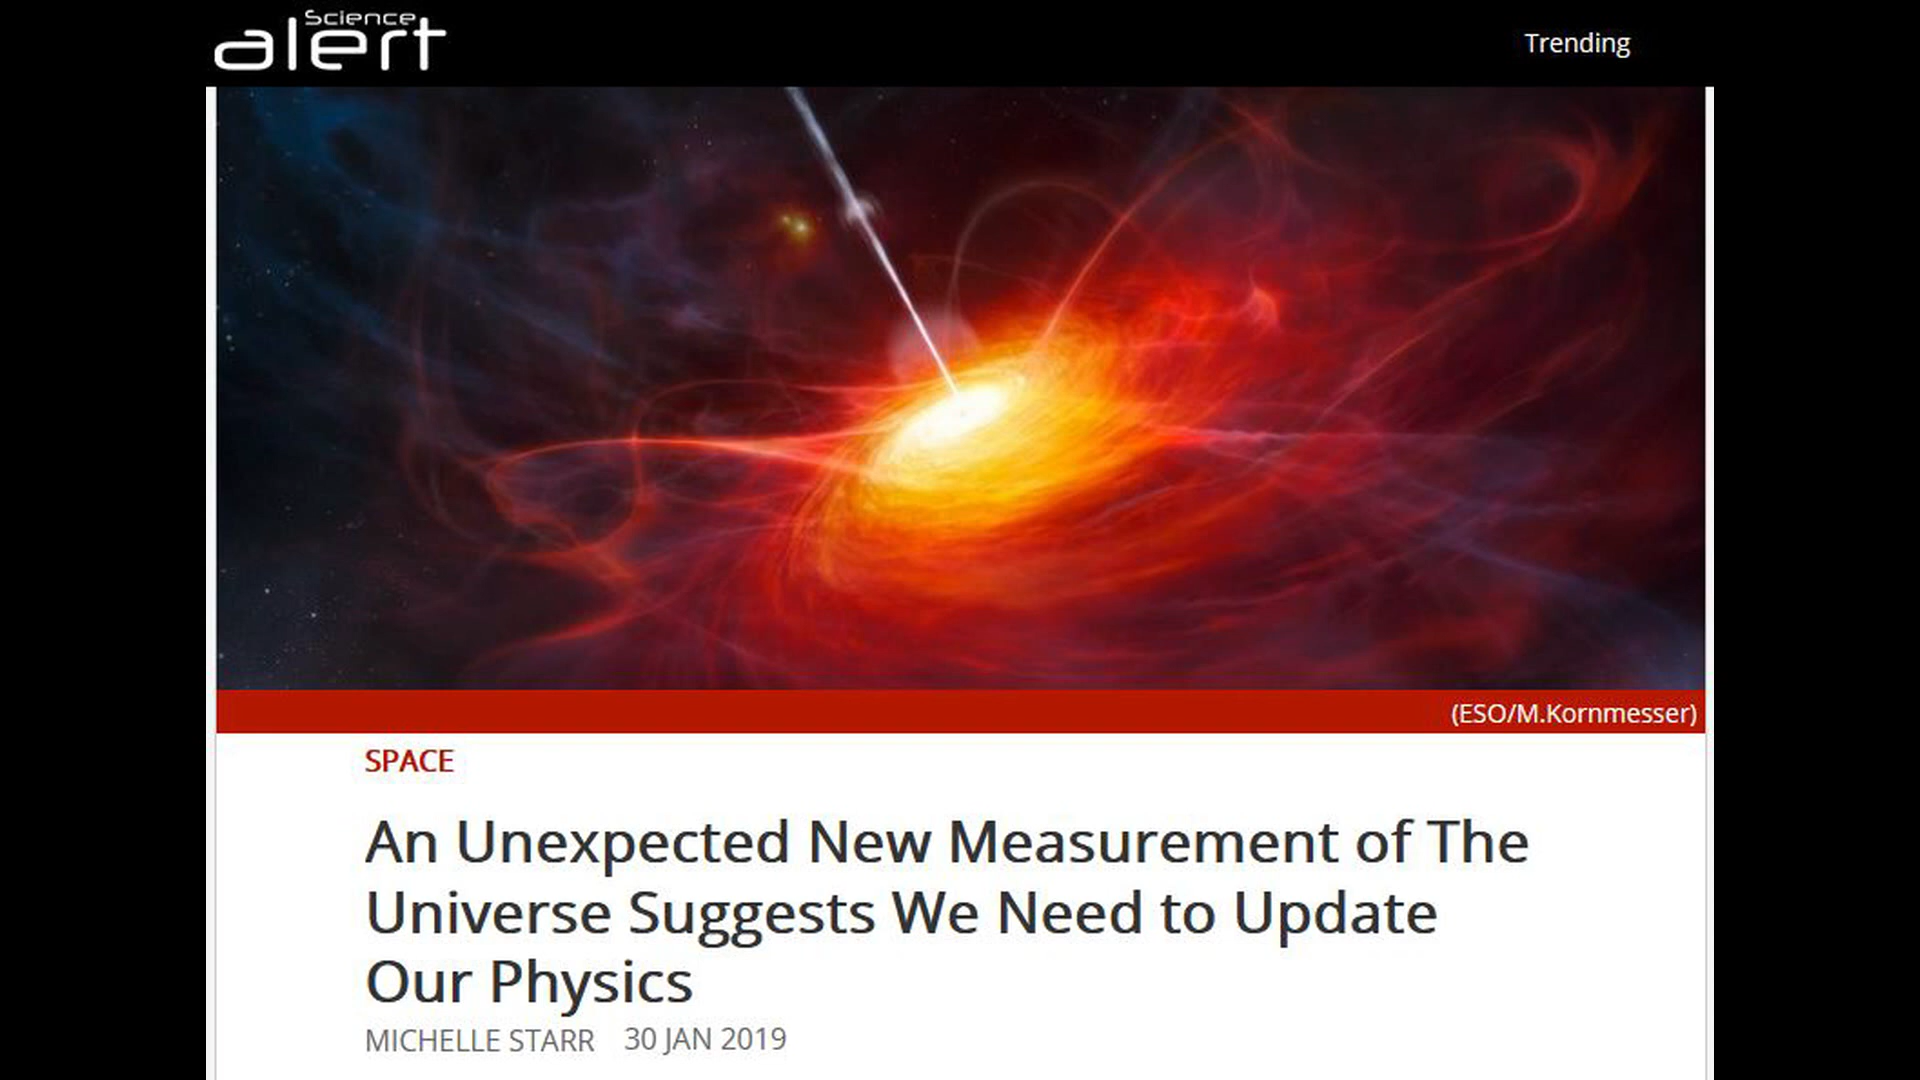 Science
alert
Trending
(ESO/M.Kornmesser)
SPACE
An Unexpected New Measurement of The
Universe Suggests We Need to Update
Our Physics
MICHELLE STARR 30 JAN 2019